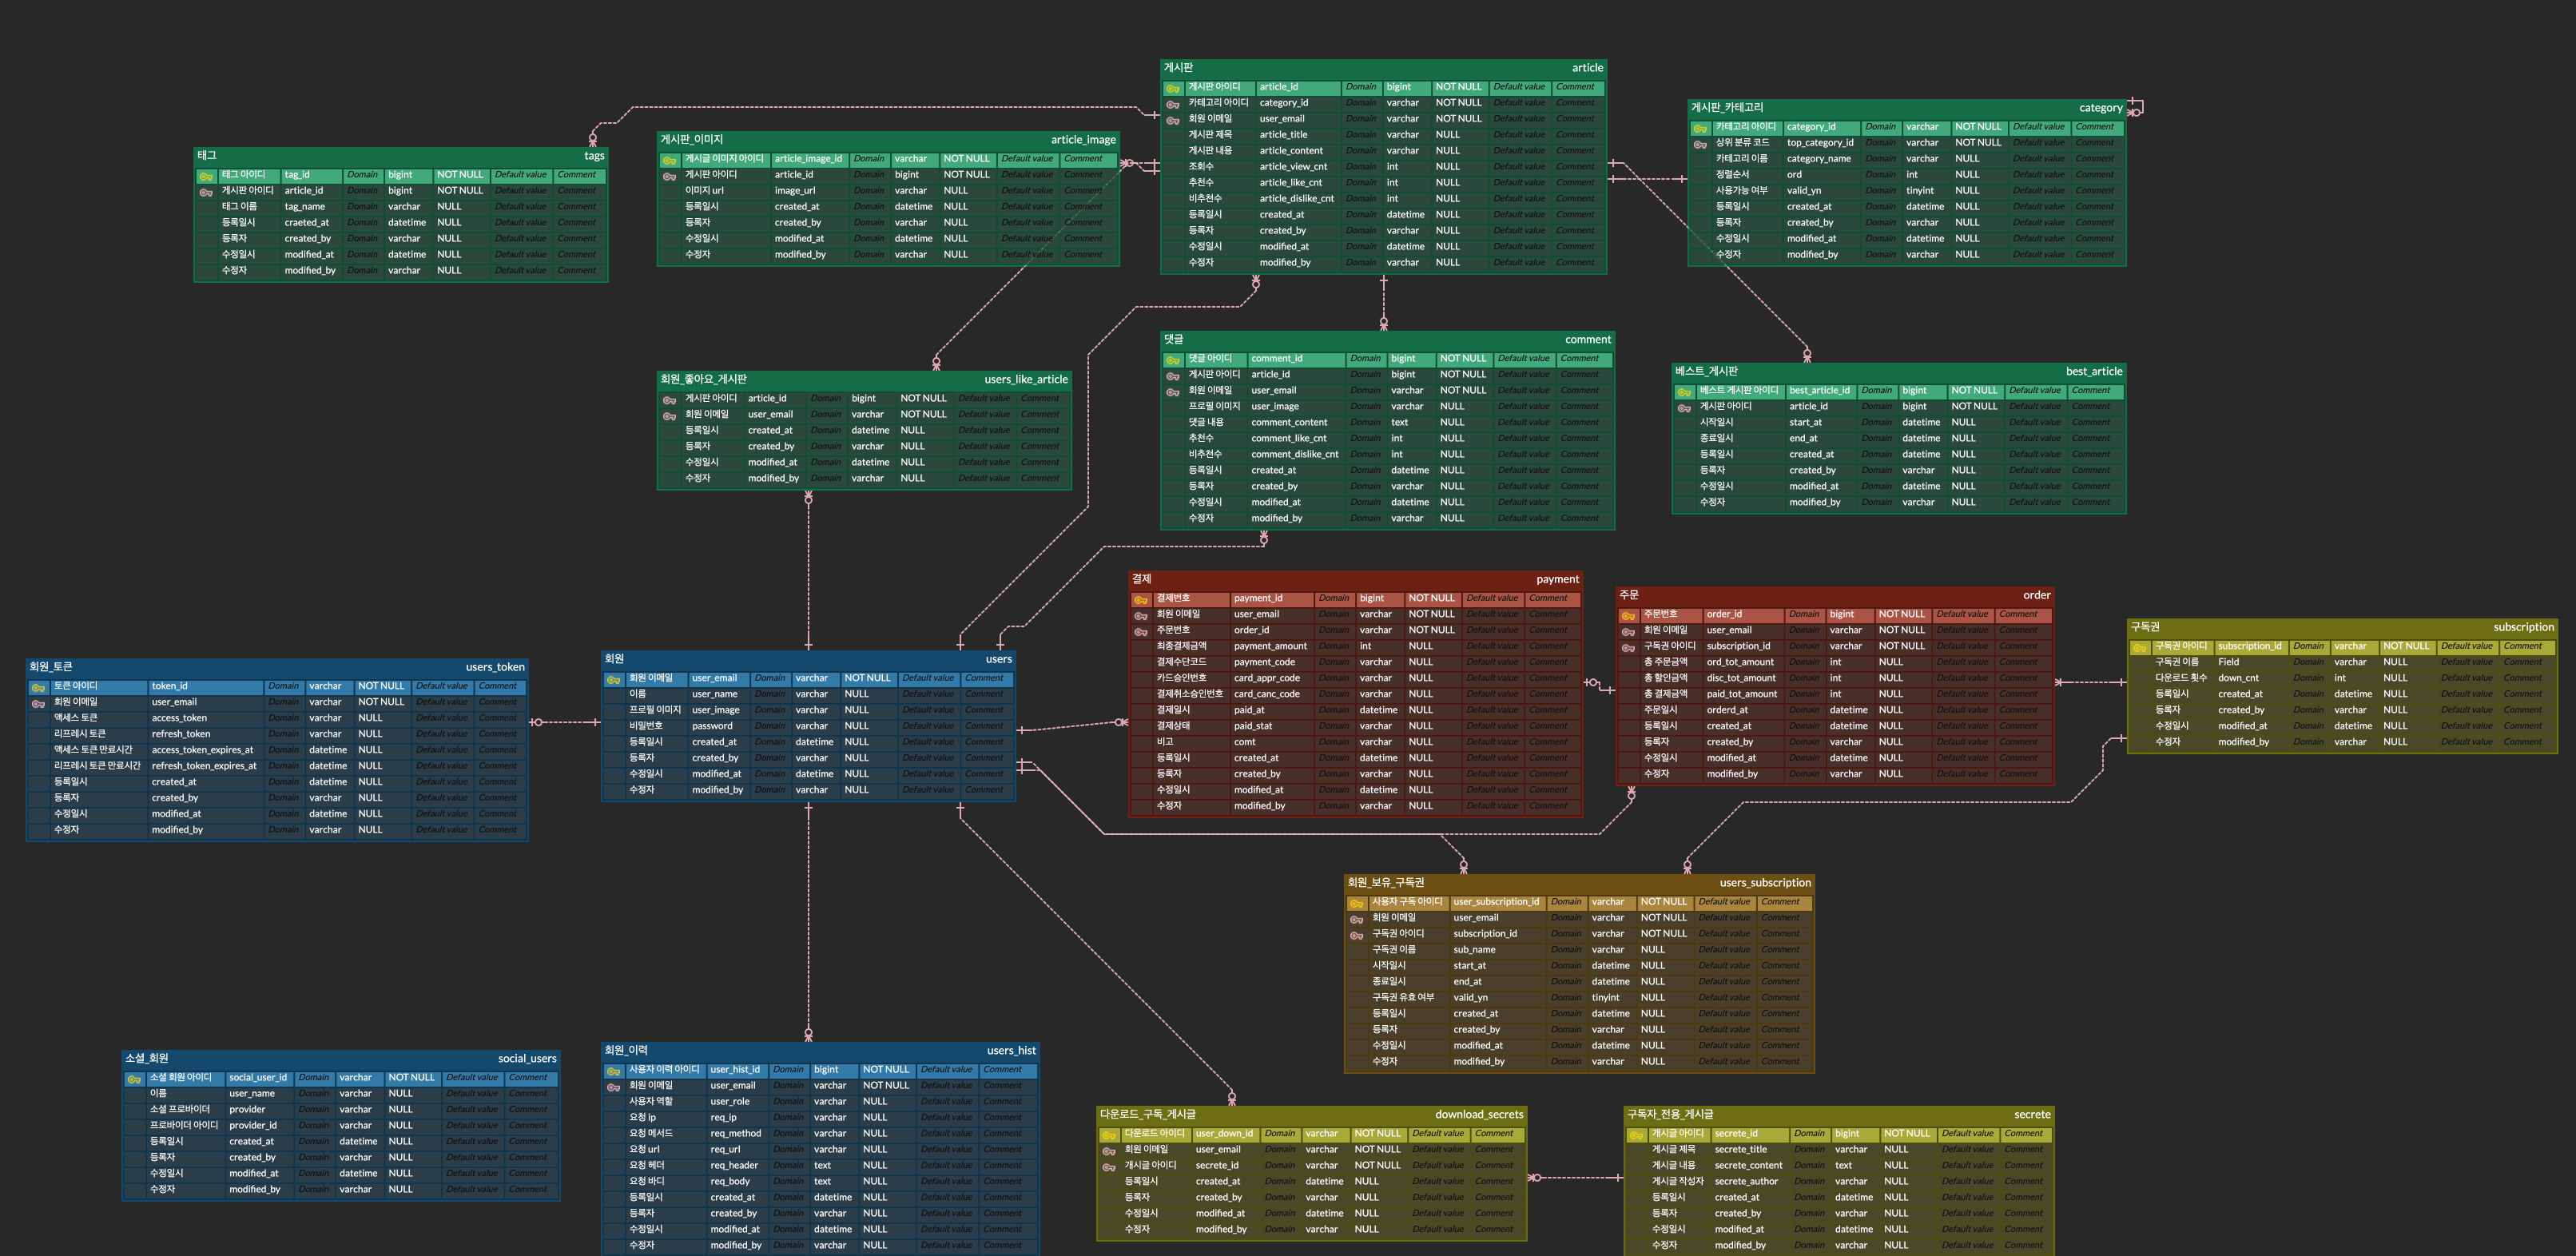 게시판 article
게시판 아이디 article_id Domain bigint NOT NULL Default value Comment
카테고리 아이디 category_id Domain varchar NOT NULL Default value Comment
회원 이메일 user_email Domain varchar NOT NULL Default value Comment
게시판 제목 article_title Domain varchar NULL Default value Comment
게시판 내용 article_content Domain varchar NULL Default value Comment
조회수 article_view_cnt Domain int NULL Default value Comment
추천수 article_like_cnt Domain int NULL Default value Comment
비추천수 article_dislike_cnt Domain int NULL Default value Comment
등록일시 created_at Domain datetime NULL Default value Comment
등록자 created_by Domain varchar NULL Default value Comment
수정일시 modified_at Domain datetime NULL Default value Comment
수정자 modified_by Domain varchar NULL Default value Comment
게시판_카테고리 category
카테고리 아이디 category_id Domain varchar NOT NULL Default value Comment
상위 분류 코드 top_category_id Domain varchar NOT NULL Default value Comment
카테고리 이름 category_name Domain varchar NULL Default value Comment
정렬순서 ord Domain int NULL Default value Comment
사용가능 여부 valid_yn Domain tinyint NULL Default value Comment
등록일시 created_at Domain datetime NULL Default value Comment
등록자 created_by Domain varchar NULL Default value Comment
수정일시 modified_at Domain datetime NULL Default value Comment
수정자 modified_by Domain varchar NULL Default value Comment
게시판_이미지 article_image
게시글 이미지 아이디 article_image_id Domain varchar NOT NULL Default value Comment
게시판 아이디 article_id Domain bigint NOT NULL Default value Comment
이미지 url image_url Domain varchar NULL Default value Comment
등록일시 created_at Domain datetime NULL Default value Comment
등록자 created_by Domain varchar NULL Default value Comment
수정일시 modified_at Domain datetime NULL Default value Comment
수정자 modified_by Domain varchar NULL Default value Comment
태그 tags
태그 아이디 tag_id Domain bigint NOT NULL Default value Comment
게시판 아이디 article_id Domain bigint NOT NULL Default value Comment
태그 이름 tag_name Domain varchar NULL Default value Comment
등록일시 craeted_at Domain datetime NULL Default value Comment
등록자 created_by Domain varchar NULL Default value Comment
수정일시 modified_at Domain datetime NULL Default value Comment
수정자 modified_by Domain varchar NULL Default value Comment
댓글 comment
댓글 아이디 comment_id Domain bigint NOT NULL Default value Comment
게시판 아이디 article_id Domain bigint NOT NULL Default value Comment
회원 이메일 user_email Domain varchar NOT NULL Default value Comment
프로필 이미지 user_image Domain varchar NULL Default value Comment
댓글 내용 comment_content Domain text NULL Default value Comment
추천수 comment_like_cnt Domain int NULL Default value Comment
비추천수 comment_dislike_cnt Domain int NULL Default value Comment
등록일시 created_at Domain datetime NULL Default value Comment
등록자 created_by Domain varchar NULL Default value Comment
수정일시 modified_at Domain datetime NULL Default value Comment
수정자 modified_by Domain varchar NULL Default value Comment
베스트_게시판 best_article
베스트 게시판 아이디 best_article_id Domain bigint NOT NULL Default value Comment
게시판 아이디 article_id Domain bigint NOT NULL Default value Comment
시작일시 start_at Domain datetime NULL Default value Comment
종료일시 end_at Domain datetime NULL Default value Comment
등록일시 created_at Domain datetime NULL Default value Comment
등록자 created_by Domain varchar NULL Default value Comment
수정일시 modified_at Domain datetime NULL Default value Comment
수정자 modified_by Domain varchar NULL Default value Comment
회원_좋아요_게시판 users_like_article
게시판 아이디 article_id Domain bigint NOT NULL Default value Comment
회원 이메일 user_email Domain varchar NOT NULL Default value Comment
등록일시 created_at Domain datetime NULL Default value Comment
등록자 created_by Domain varchar NULL Default value Comment
수정일시 modified_at Domain datetime NULL Default value Comment
수정자 modified_by Domain varchar NULL Default value Comment
결제 payment
결제번호 payment_id Domain bigint NOT NULL Default value Comment
회원 이메일 user_email Domain varchar NOT NULL Default value Comment
주문번호 order_id Domain varchar NOT NULL Default value Comment
최종결제금액 payment_amount Domain int NULL Default value Comment
결제수단코드 payment_code Domain varchar NULL Default value Comment
카드승인번호 card_appr_code Domain varchar NULL Default value Comment
결제취소승인번호 card_canc_code Domain varchar NULL Default value Comment
결제일시 paid_at Domain datetime NULL Default value Comment
결제상태 paid_stat Domain varchar NULL Default value Comment
비고 comt Domain varchar NULL Default value Comment
등록일시 created_at Domain datetime NULL Default value Comment
등록자 created_by Domain varchar NULL Default value Comment
수정일시 modified_at Domain datetime NULL Default value Comment
수정자 modified_by Domain varchar NULL Default value Comment
주문 order
주문번호 order_id Domain bigint NOT NULL Default value Comment
회원 이메일 user_email Domain varchar NOT NULL Default value Comment
구독권 아이디 subscription_id Domain varchar NOT NULL Default value Comment
총 주문금액 ord_tot_amount Domain int NULL Default value Comment
총 할인금액 disc_tot_amount Domain int NULL Default value Comment
총 결제금액 paid_tot_amount Domain int NULL Default value Comment
주문일시 orderd_at Domain datetime NULL Default value Comment
등록일시 created_at Domain datetime NULL Default value Comment
등록자 created_by Domain varchar NULL Default value Comment
수정일시 modified_at Domain datetime NULL Default value Comment
수정자 modified_by Domain varchar NULL Default value Comment
구독권 subscription
구독권 아이디 subscription_id Domain varchar NOT NULL Default value Comment
구독권 이름 Field Domain varchar NULL Default value Comment
다운로드 횟수 down_cnt Domain int NULL Default value Comment
등록일시 created_at Domain datetime NULL Default value Comment
등록자 created_by Domain varchar NULL Default value Comment
수정일시 modified_at Domain datetime NULL Default value Comment
수정자 modified_by Domain varchar NULL Default value Comment
회원 users
회원 이메일 user_email Domain varchar NOT NULL Default value Comment
이름 user_name Domain varchar NULL Default value Comment
프로필 이미지 user_image Domain varchar NULL Default value Comment
비밀번호 password Domain varchar NULL Default value Comment
등록일시 created_at Domain datetime NULL Default value Comment
등록자 created_by Domain varchar NULL Default value Comment
수정일시 modified_at Domain datetime NULL Default value Comment
수정자 modified_by Domain varchar NULL Default value Comment
회원_토큰 users_token
토큰 아이디 token_id Domain varchar NOT NULL Default value Comment
회원 이메일 user_email Domain varchar NOT NULL Default value Comment
액세스 토큰 access_token Domain varchar NULL Default value Comment
리프레시 토큰 refresh_token Domain varchar NULL Default value Comment
액세스 토큰 만료시간 access_token_expires_at Domain datetime NULL Default value Comment
리프레시 토큰 만료시간 refresh_token_expires_at Domain datetime NULL Default value Comment
등록일시 created_at Domain datetime NULL Default value Comment
등록자 created_by Domain varchar NULL Default value Comment
수정일시 modified_at Domain datetime NULL Default value Comment
수정자 modified_by Domain varchar NULL Default value Comment
회원_보유_구독권 users_subscription
사용자 구독 아이디 user_subscription_id Domain varchar NOT NULL Default value Comment
회원 이메일 user_email Domain varchar NOT NULL Default value Comment
구독권 아이디 subscription_id Domain varchar NOT NULL Default value Comment
구독권 이름 sub_name Domain varchar NULL Default value Comment
시작일시 start_at Domain datetime NULL Default value Comment
종료일시 end_at Domain datetime NULL Default value Comment
구독권 유효 여부 valid_yn Domain tinyint NULL Default value Comment
등록일시 created_at Domain datetime NULL Default value Comment
등록자 created_by Domain varchar NULL Default value Comment
수정일시 modified_at Domain datetime NULL Default value Comment
수정자 modified_by Domain varchar NULL Default value Comment
소셜_회원 social_users
소셜 회원 아이디 social_user_id Domain varchar NOT NULL Default value Comment
이름 user_name Domain varchar NULL Default value Comment
소셜 프로바이더 provider Domain varchar NULL Default value Comment
프로바이더 아이디 provider_id Domain varchar NULL Default value Comment
등록일시 created_at Domain datetime NULL Default value Comment
등록자 created_by Domain varchar NULL Default value Comment
수정일시 modified_at Domain datetime NULL Default value Comment
수정자 modified_by Domain varchar NULL Default value Comment
회원_이력 users_hist
사용자 이력 아이디 user_hist_id Domain bigint NOT NULL Default value Comment
회원 이메일 user_email Domain varchar NOT NULL Default value Comment
사용자 역할 user_role Domain varchar NULL Default value Comment
요청 ip req_ip Domain varchar NULL Default value Comment
요청 메서드 req_method Domain varchar NULL Default value Comment
요청 url req_url Domain varchar NULL Default value Comment
요청 헤더 req_header Domain text NULL Default value Comment
요청 바디 req_body Domain text NULL Default value Comment
등록일시 created_at Domain datetime NULL Default value Comment
등록자 created_by Domain varchar NULL Default value Comment
수정일시 modified_at Domain datetime NULL Default value Comment
수정자 modified_by Domain varchar NULL Default value Comment
다운로드_구독_게시글 download_secrets
다운로드 아이디 user_down_id Domain varchar NOT NULL Default value Comment
회원 이메일 user_email Domain varchar NOT NULL Default value Comment
개시글 아이디 secrete_id Domain varchar NOT NULL Default value Comment
등록일시 created_at Domain datetime NULL Default value Comment
등록자 created_by Domain varchar NULL Default value Comment
수정일시 modified_at Domain datetime NULL Default value Comment
수정자 modified_by Domain varchar NULL Default value Comment
구독자_전용_게시글 secrete
개시글 아이디 secrete_id Domain bigint NOT NULL Default value Comment
게시글 제목 secrete_title Domain varchar NULL Default value Comment
게시글 내용 secrete_content Domain text NULL Default value Comment
게시글 작성자 secrete_author Domain varchar NULL Default value Comment
등록일시 created_at Domain datetime NULL Default value Comment
등록자 created_by Domain varchar NULL Default value Comment
수정일시 modified_at Domain datetime NULL Default value Comment
수정자 modified_by Domain varchar NULL Default value Comment